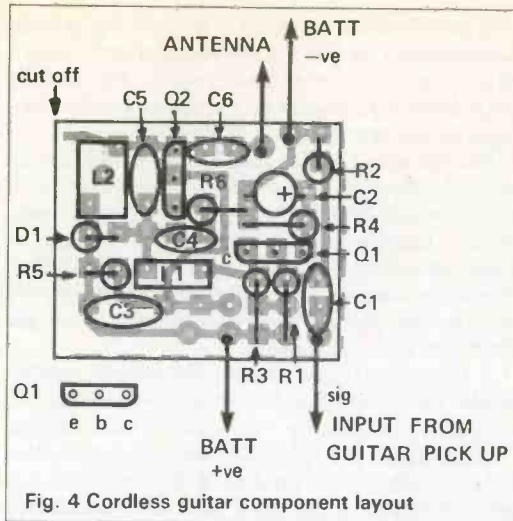 BATT
–ve
ANTENNA
cut off
C5 Q2 C6
L2
R6
R2
C2
+
R4
D1
C4
Q1
c
R5
L1
C1
C3
R3 R1
sig
Q1
e b c
BATT
+ve
INPUT FROM
GUITAR PICK UP
Fig. 4 Cordless guitar component layout